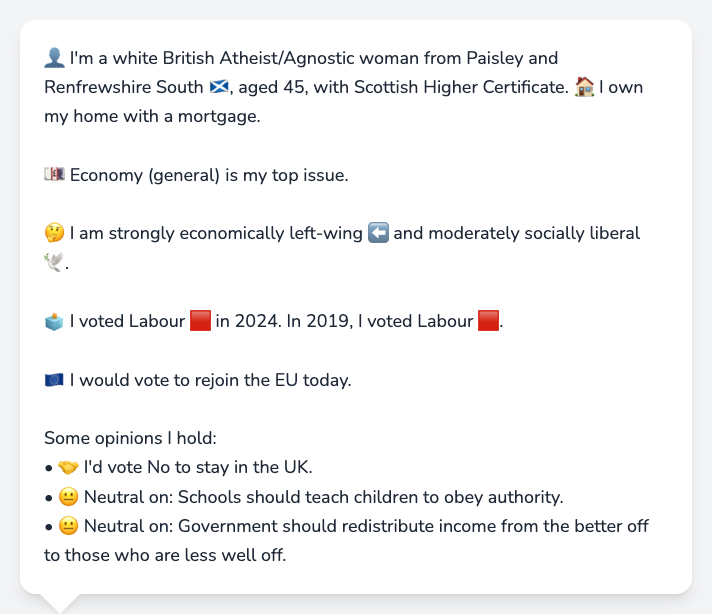 👤 I'm a white British Atheist/Agnostic woman from Paisley and
Renfrewshire South 🏴󠁧󠁢󠁳󠁣󠁴󠁿, aged 45, with Scottish Higher Certificate. 🏠 I own
my home with a mortgage.
💷 Economy (general) is my top issue.
🤔 I am strongly economically left-wing ⬅️ and moderately socially liberal
🕊️.
🗳️ I voted Labour 🟥 in 2024. In 2019, I voted Labour 🟥.
🇪🇺 I would vote to rejoin the EU today.
Some opinions I hold:
• 🤝 I'd vote No to stay in the UK.
• 😐 Neutral on: Schools should teach children to obey authority.
• 😐 Neutral on: Government should redistribute income from the better off
to those who are less well off.